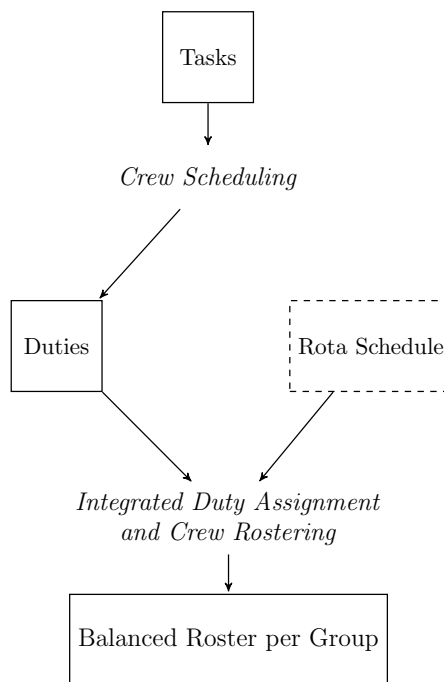 Tasks
Crew Scheduling
Duties
Rota Schedule
Integrated Duty Assignment
and Crew Rostering
Balanced Roster per Group